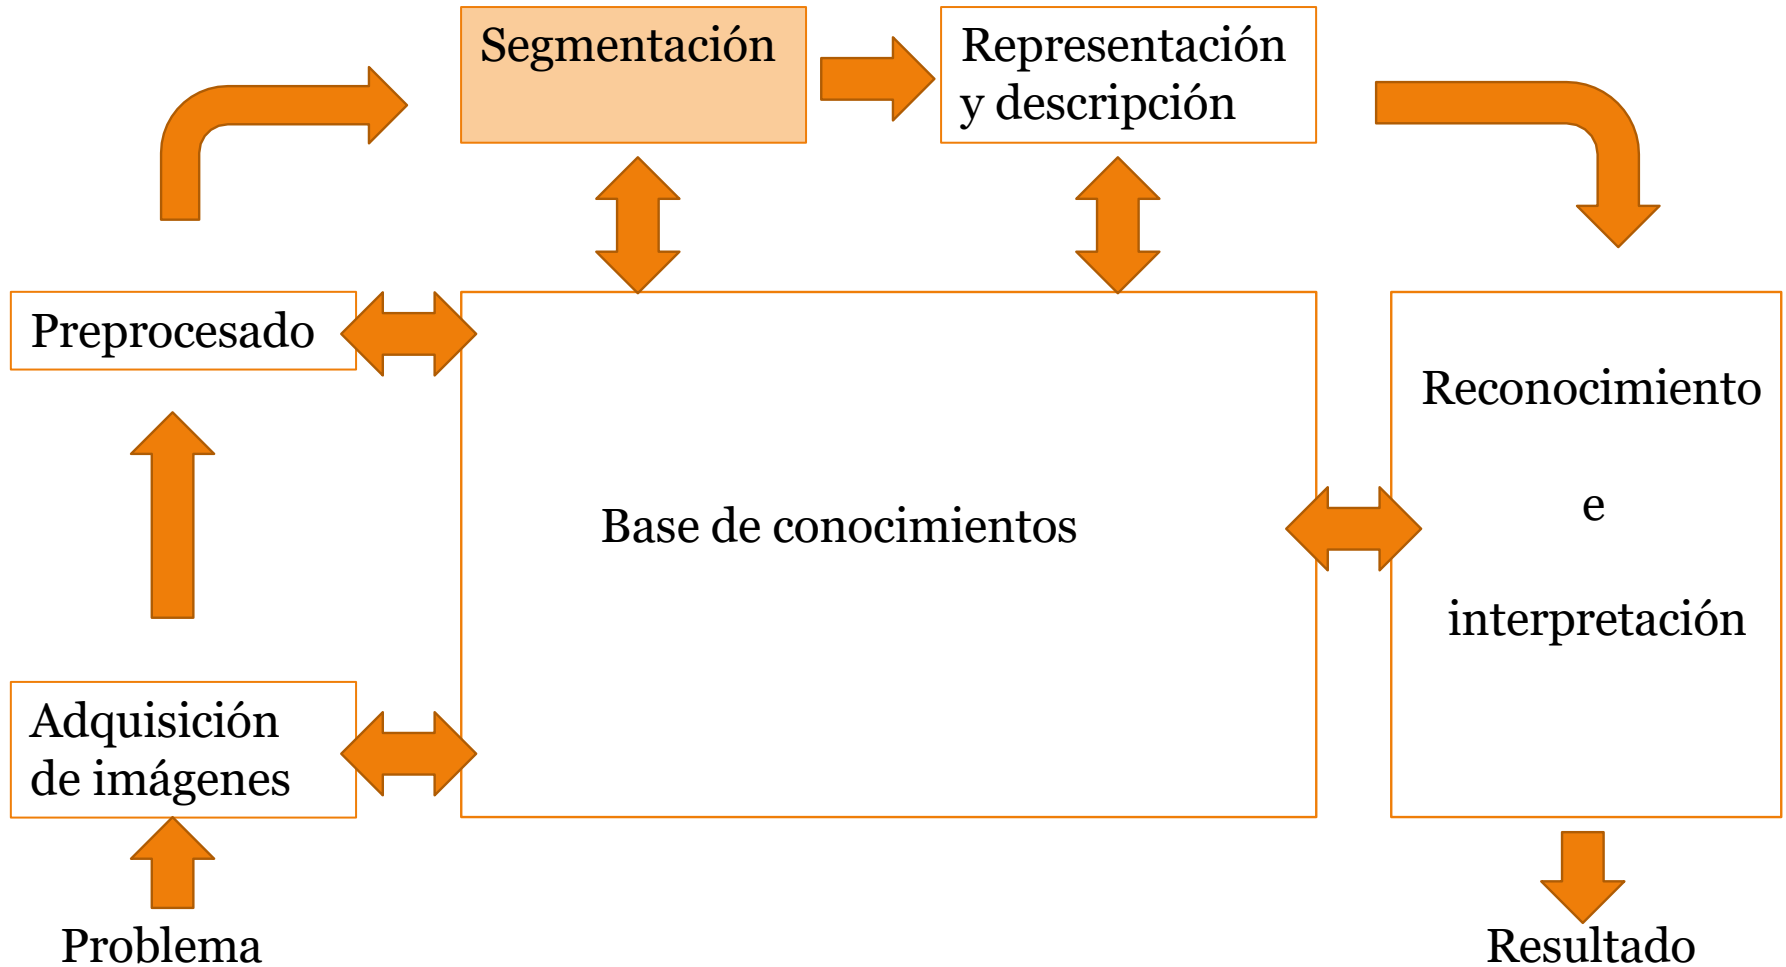 Segmentación
Representación
y descripción
Preprocesado
Reconocimiento
e
interpretación
Base de conocimientos
Adquisición
de imágenes
Problema
Resultado